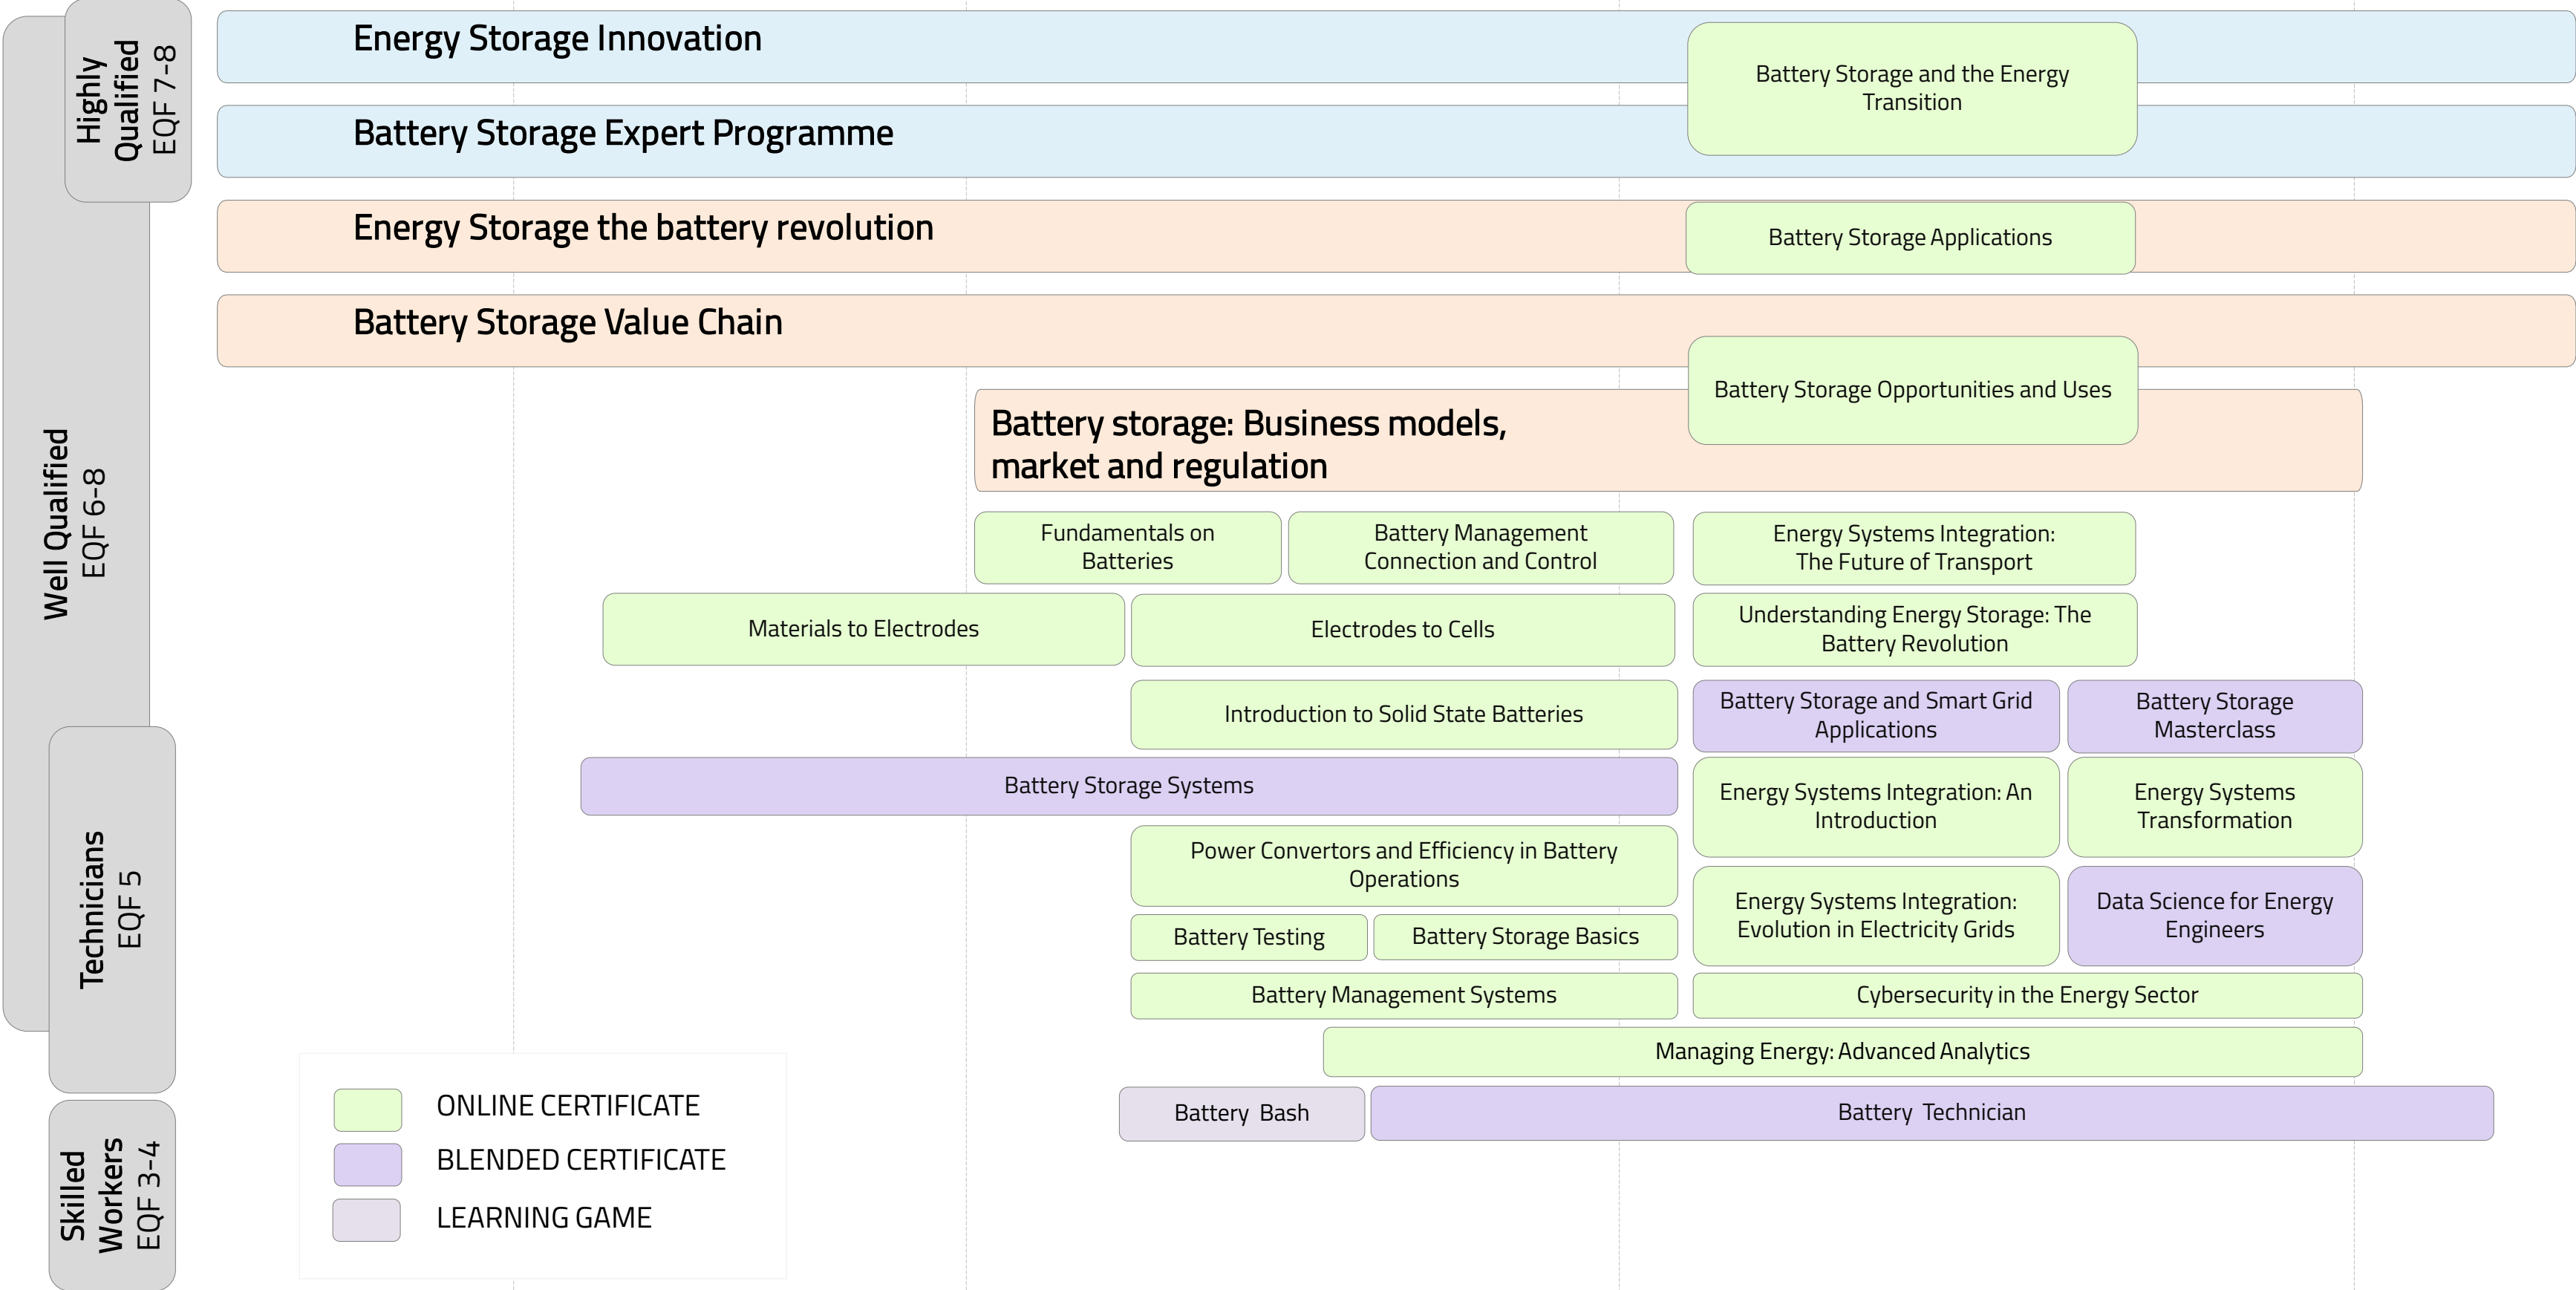 Highly
Qualified
EQF 7-8
Well Qualified
EQF 6-8
Technicians
EQF 5
Skilled
Workers
EQF 3-4
Energy Storage Innovation
Battery Storage and the Energy
Transition
Battery Storage Expert Programme
Energy Storage the battery revolution
Battery Storage Applications
Battery Storage Value Chain
Battery Storage Opportunities and Uses
Battery storage: Business models,
market and regulation
Fundamentals on
Batteries
Battery Management
Connection and Control
Energy Systems Integration:
The Future of Transport
Materials to Electrodes
Electrodes to Cells
Understanding Energy Storage: The
Battery Revolution
Introduction to Solid State Batteries
Battery Storage and Smart Grid
Applications
Battery Storage
Masterclass
Battery Storage Systems
Energy Systems Integration: An
Introduction
Energy Systems
Transformation
Power Convertors and Efficiency in Battery
Operations
Energy Systems Integration:
Evolution in Electricity Grids
Data Science for Energy
Engineers
Battery Testing
Battery Storage Basics
Battery Management Systems
Cybersecurity in the Energy Sector
Managing Energy: Advanced Analytics
Battery Bash
Battery Technician
ONLINE CERTIFICATE
BLENDED CERTIFICATE
LEARNING GAME